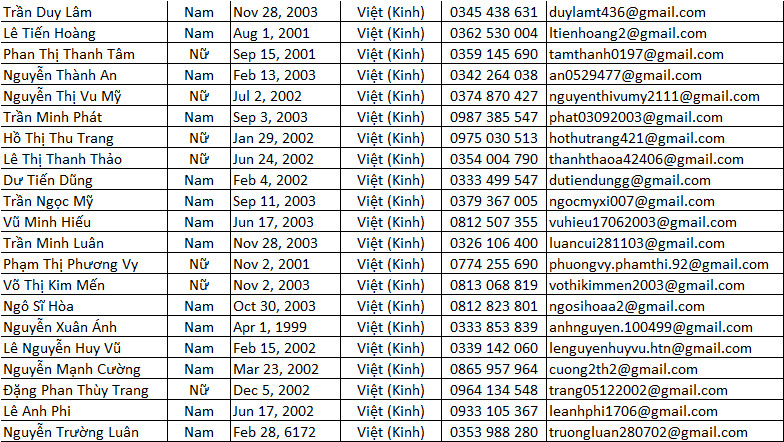 Trần Duy Lâm Nam Nov 28, 2003 Việt (Kinh) 0345 438 631 duylamt436@gmail.com
Lê Tiến Hoàng Nam Aug 1, 2001 Việt (Kinh) 0362 530 004 ltienhoang2@gmail.com
Phan Thị Thanh Tâm Nữ Sep 15, 2001 Việt (Kinh) 0359 145 690 tamthanh0197@gmail.com
Nguyễn Thành An Nam Feb 13, 2003 Việt (Kinh) 0342 264 038 an0529477@gmail.com
Nguyễn Thị Vu Mỹ Nữ Jul 2, 2002 Việt (Kinh) 0374 870 427 nguyenthivumy2111@gmail.com
Trần Minh Phát Nam Sep 3, 2003 Việt (Kinh) 0987 385 547 phat03092003@gmail.com
Hồ Thị Thu Trang Nữ Jan 29, 2002 Việt (Kinh) 0975 030 513 hothutrang421@gmail.com
Lê Thị Thanh Thảo Nữ Jun 24, 2002 Việt (Kinh) 0354 004 790 thanhthaoa42406@gmail.com
Dư Tiến Dũng Nam Feb 4, 2002 Việt (Kinh) 0333 499 547 dutiendungg@gmail.com
Trần Ngọc Mỹ Nam Sep 11, 2003 Việt (Kinh) 0379 367 005 ngocmyxi007@gmail.com
Vũ Minh Hiếu Nam Jun 17, 2003 Việt (Kinh) 0812 507 355 vuhieu17062003@gmail.com
Trần Minh Luân Nam Nov 28, 2003 Việt (Kinh) 0326 106 400 luancui281103@gmail.com
Phạm Thị Phương Vy Nữ Nov 2, 2001 Việt (Kinh) 0774 255 690 phuongvy.phamthi.92@gmail.com
Võ Thị Kim Mến Nữ Nov 2, 2003 Việt (Kinh) 0813 068 819 vothikimmen2003@gmail.com
Ngô Sĩ Hòa Nam Oct 30, 2003 Việt (Kinh) 0812 823 801 ngosihoaa2@gmail.com
Nguyễn Xuân Ánh Nam Apr 1, 1999 Việt (Kinh) 0333 853 839 anhnguyen.100499@gmail.com
Lê Nguyễn Huy Vũ Nam Feb 15, 2002 Việt (Kinh) 0339 142 060 lenguyenhuyvu.htn@gmail.com
Nguyễn Mạnh Cường Nam Mar 23, 2002 Việt (Kinh) 0865 957 964 cuong2th2@gmail.com
Đặng Phan Thùy Trang Nữ Dec 5, 2002 Việt (Kinh) 0964 134 548 trang05122002@gmail.com
Lê Anh Phi Nam Jun 17, 2002 Việt (Kinh) 0933 105 367 leanhphi1706@gmail.com
Nguyễn Trường Luân Nam Feb 28, 6172 Việt (Kinh) 0353 988 280 truongluan280702@gmail.com